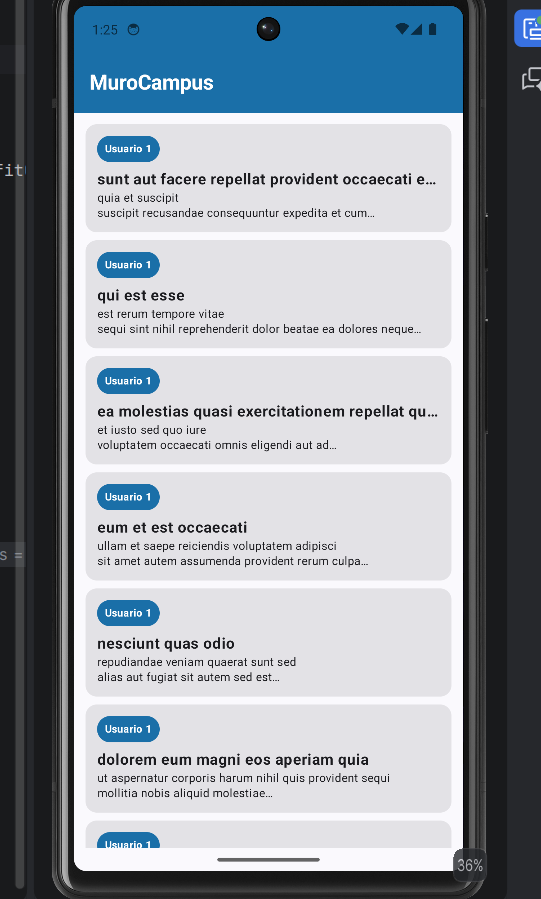 1:25
fit
MuroCampus
Usuario 1
sunt aut facere repellat provident occaecati e...
quia et suscipit
suscipit recusandae consequuntur expedita et cum...
Usuario 1
qui est esse
est rerum tempore vitae
sequi sint nihil reprehenderit dolor beatae ea dolores neque...
Usuario 1
ea molestias quasi exercitationem repellat qu...
et iusto sed quo iure
voluptatem occaecati omnis eligendi aut ad...
Usuario 1
eum et est occaecati
ullam et saepe reiciendis voluptatem adipisci
sit amet autem assumenda provident rerum culpa...
s =
Usuario 1
nesciunt quas odio
repudiandae veniam quaerat sunt sed
alias aut fugiat sit autem sed est...
Usuario 1
dolorem eum magni eos aperiam quia
ut aspernatur corporis harum nihil quis provident sequi
mollitia nobis aliquid molestiae...
Usuario 1
36%